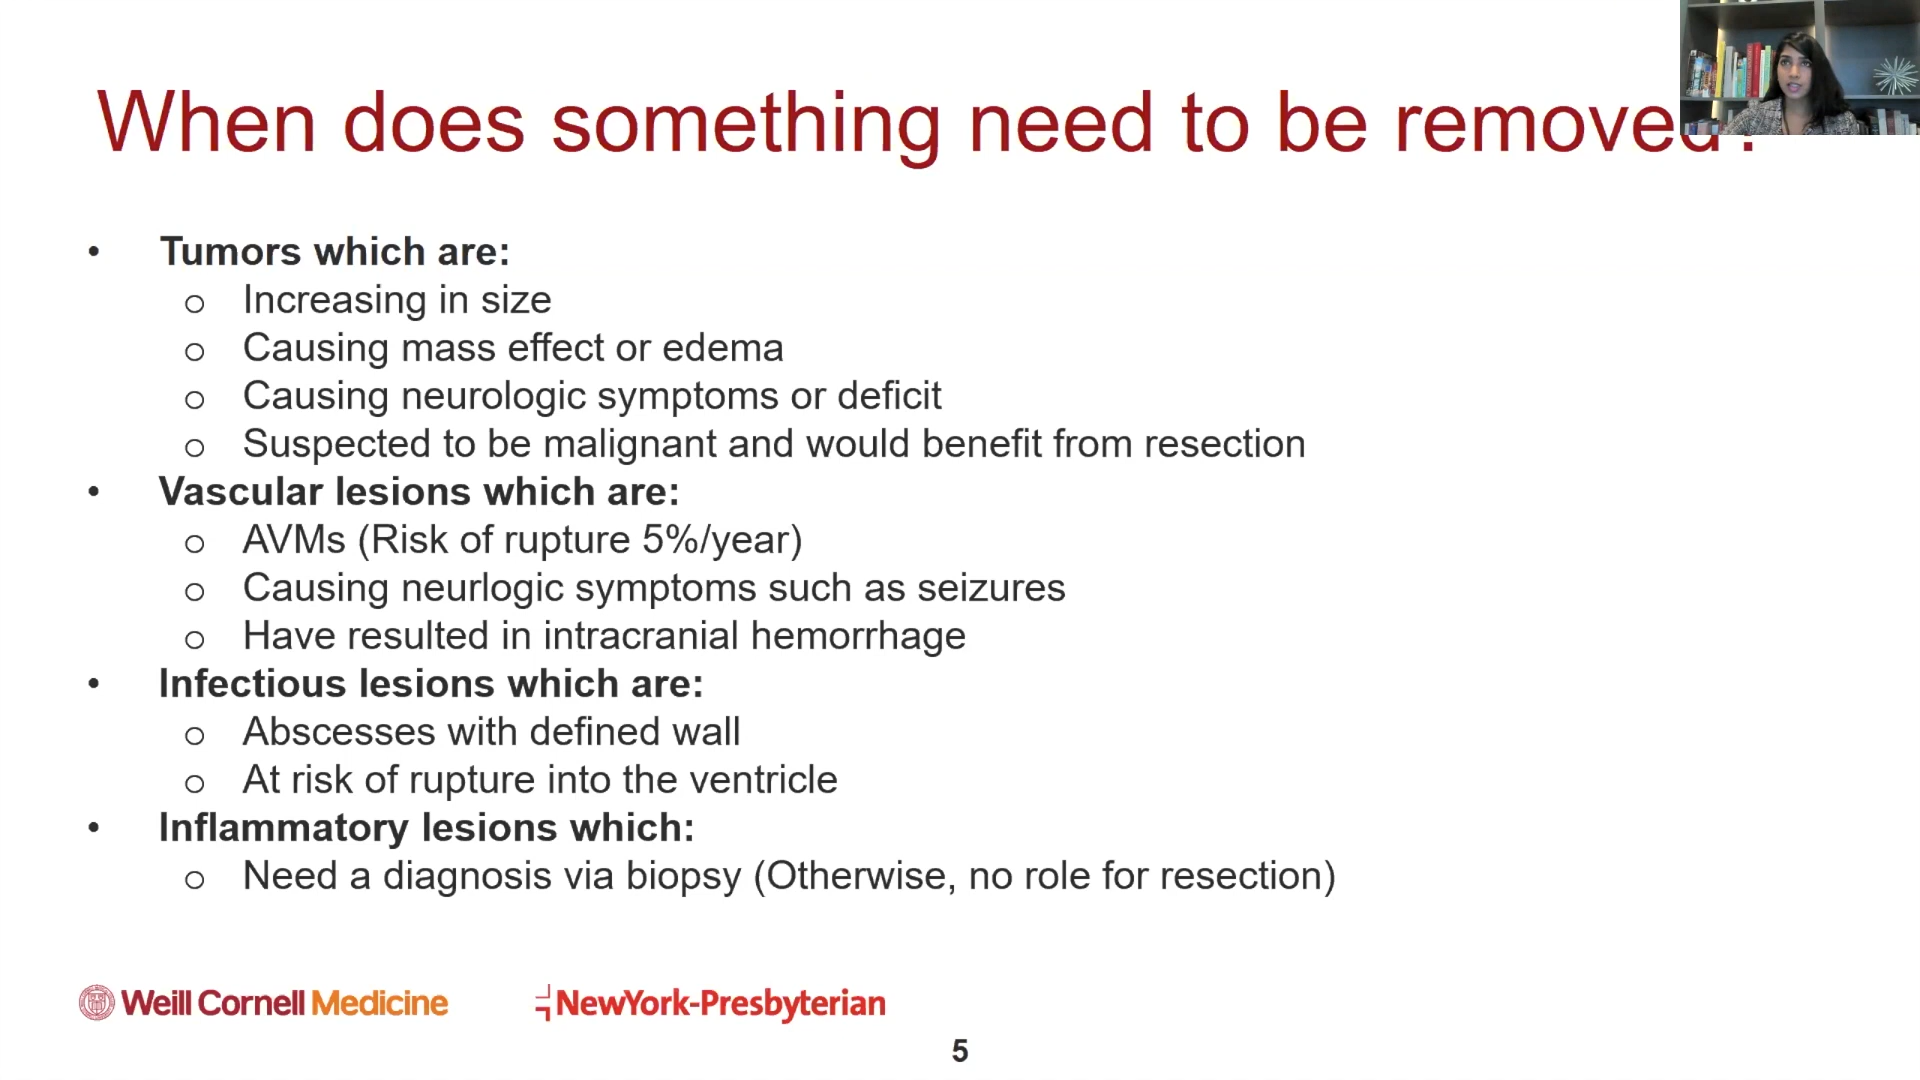 When does something need to be removed?
• Tumors which are:
o Increasing in size
o Causing mass effect or edema
o Causing neurologic symptoms or deficit
o Suspected to be malignant and would benefit from resection
• Vascular lesions which are:
o AVMs (Risk of rupture 5%/year)
o Causing neurlogic symptoms such as seizures
o Have resulted in intracranial hemorrhage
• Infectious lesions which are:
o Abscesses with defined wall
o At risk of rupture into the ventricle
• Inflammatory lesions which:
o Need a diagnosis via biopsy (Otherwise, no role for resection)
Weill Cornell Medicine
NewYork-Presbyterian
5